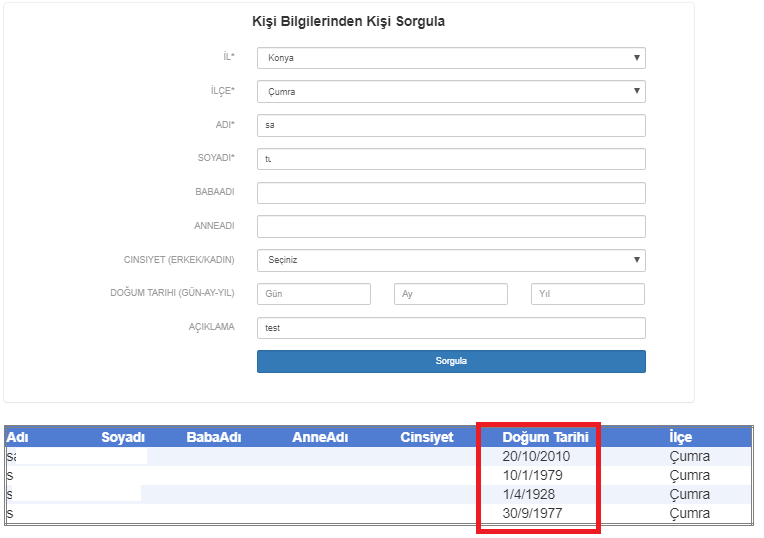 Kişi Bilgilerinden Kişi Sorgula
İL* Konya
İLÇE* Çumra
ADI* sa
SOYADI*
BABAADI
ANNEADI
CINSIYET (ERKEK/KADIN) Seçiniz
DOĞUM TARIHI (GÜN-AY-YIL) Gün Ay Yıl
AÇIKLAMA test
Sorgula
Adı Soyadı BabaAdı AnneAdı Cinsiyet Doğum Tarihi İlçe
20/10/2010 Çumra
s 10/1/1979 Çumra
s 1/4/1928 Çumra
s 30/9/1977 Çumra